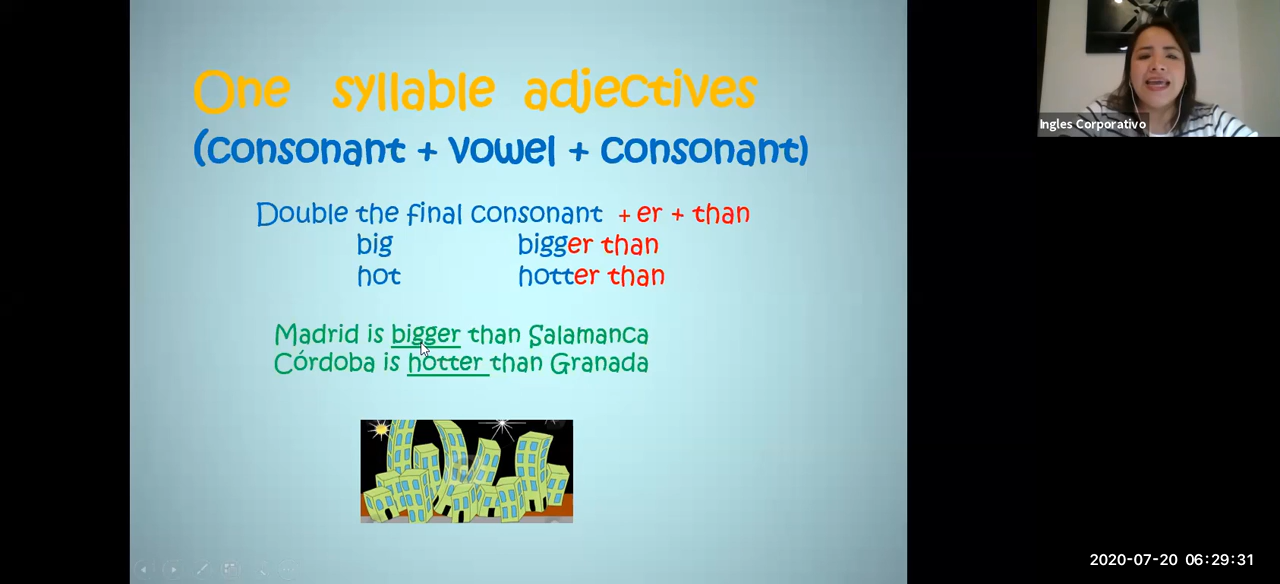 One syllable adjectives
(consonant + vowel + consonant)
Double the final consonant + er + than
big bigger than
hot hotter than
Madrid is bigger than Salamanca
Córdoba is hotter than Granada
Ingles Corporativo
2020-07-20 06:29:31